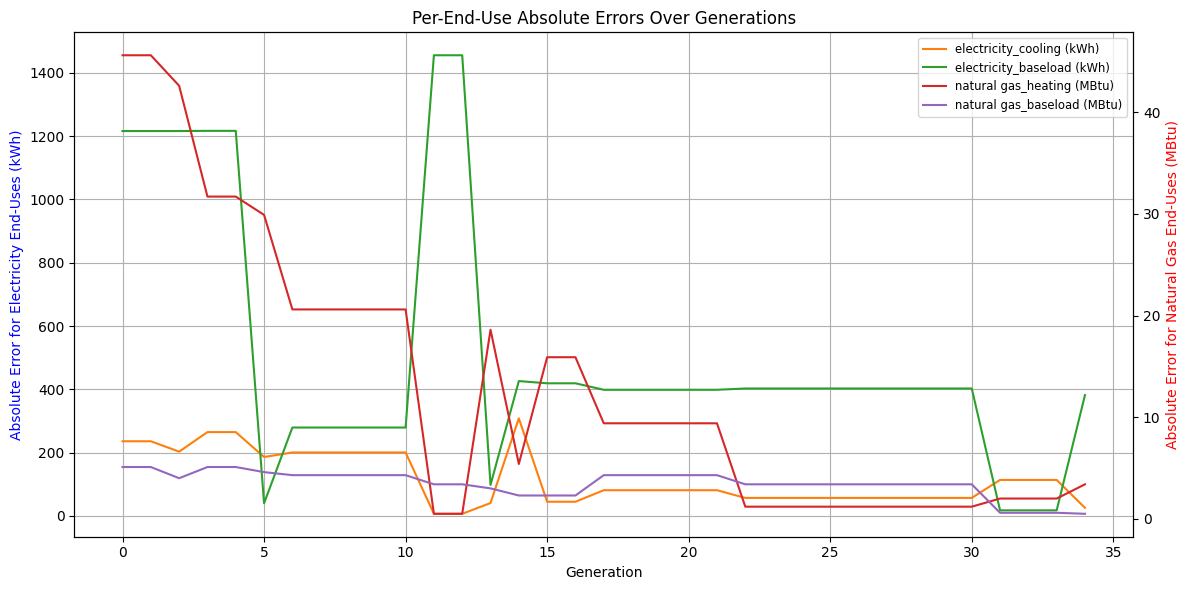 Per-End-Use Absolute Errors Over Generations
electricity_cooling (kWh)
electricity_baseload (kWh)
natural gas_heating (MBtu)
natural gas_baseload (MBtu)
Absolute Error for Electricity End-Uses (kWh)
1400
1200
1000
800
600
400
200
0
40
30
20
10
0
Absolute Error for Natural Gas End-Uses (MBtu)
0 5 10 15 20 25 30 35
Generation